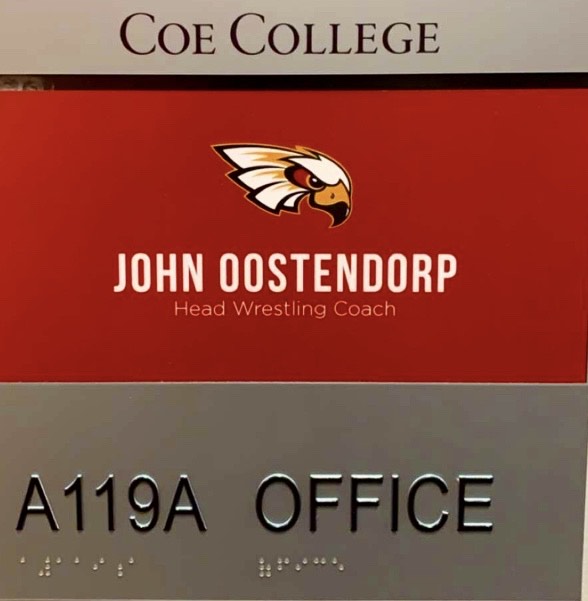 COE COLLEGE
JOHN OOSTENDORP
Head Wrestling Coach
A119A OFFICE